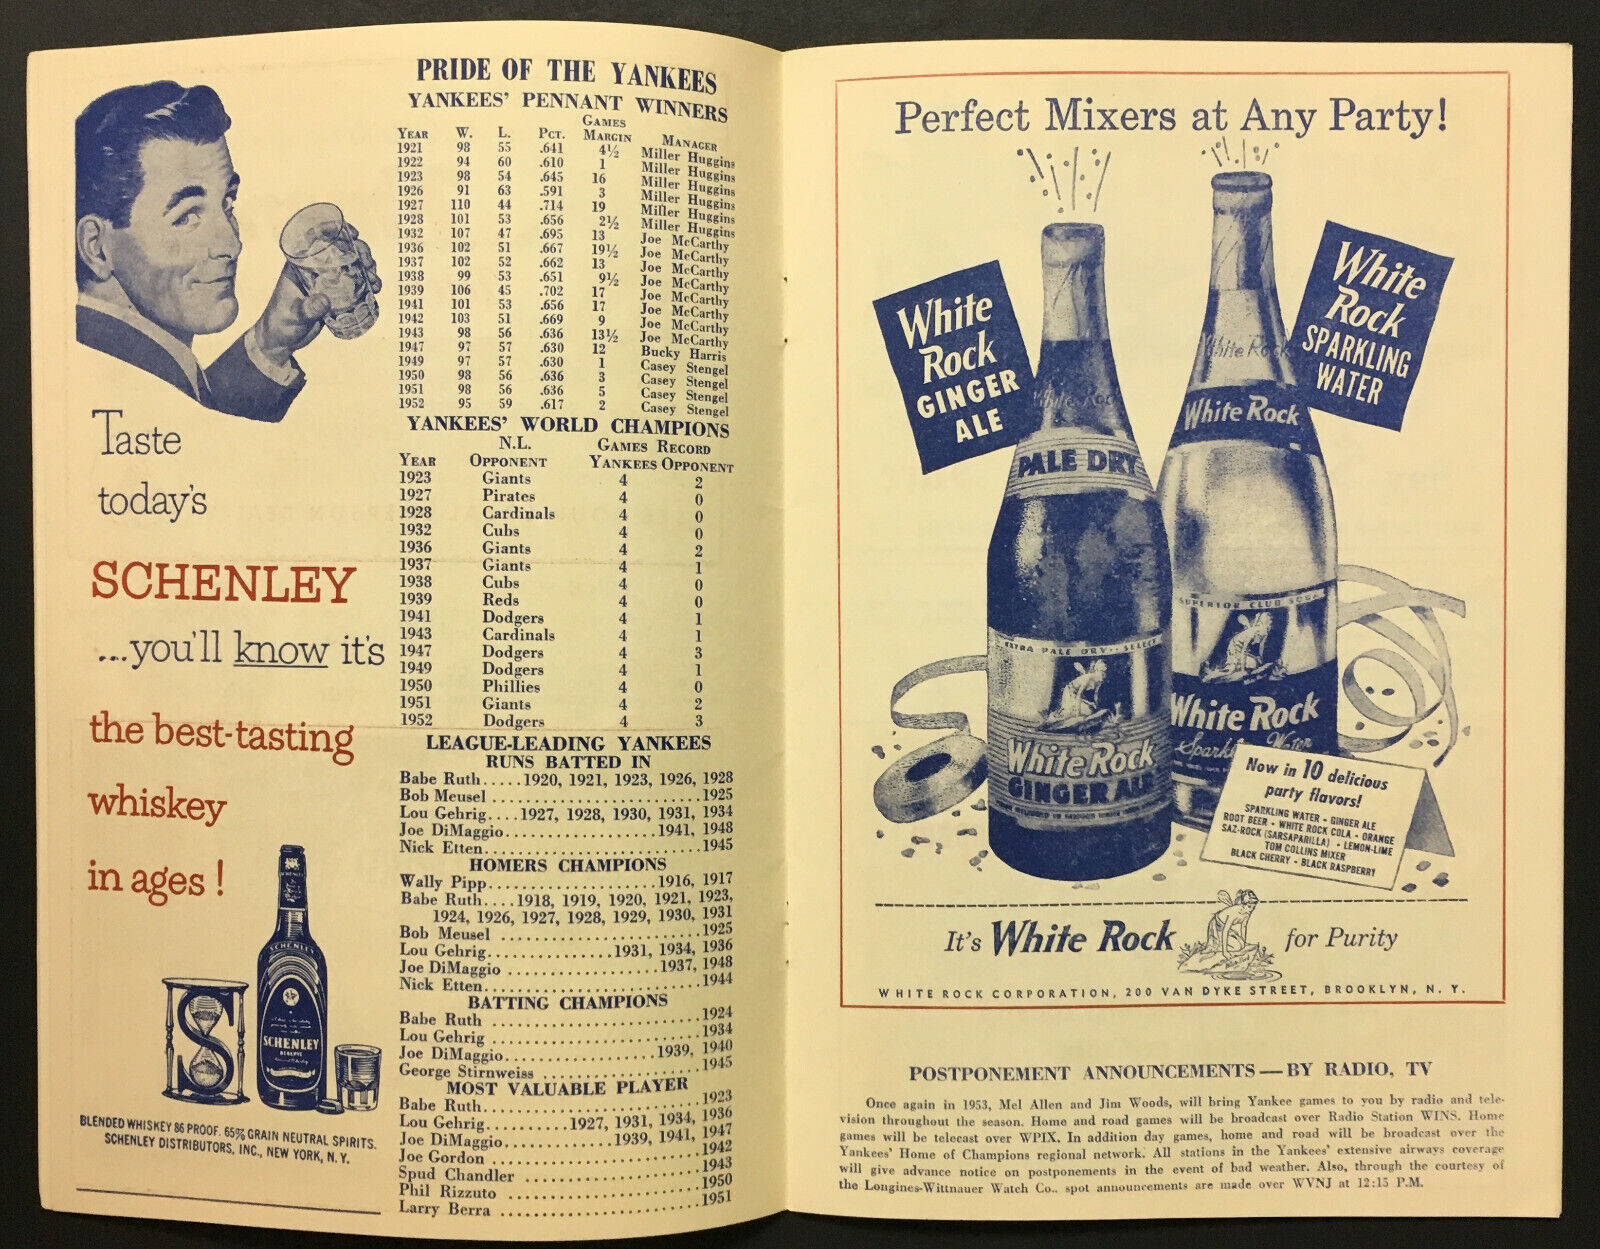 Taste
today's
SCHENLEY
...you'll know it's
the best-tasting
whiskey
in ages!
SCHENLEY
SCHENLEY
RESERVE
S
BLENDED WHISKEY 86 PROOF. 65% GRAIN NEUTRAL SPIRITS.
SCHENLEY DISTRIBUTORS, INC., NEW YORK, N.Y.
PRIDE OF THE YANKEES
YANKEES' PENNANT WINNERS
YEAR W. L. PCT. GAMES MARGIN MANAGER
1921 98 55 .641 4½ Miller Huggins
1922 94 60 .610 1 Miller Huggins
1923 98 54 .645 16 Miller Huggins
1926 91 63 .591 3 Miller Huggins
1927 110 44 .714 19 Miller Huggins
1928 101 53 .656 2½ Miller Huggins
1932 107 47 .695 13 Joe McCarthy
1936 102 51 .667 19½ Joe McCarthy
1937 102 52 .662 13 Joe McCarthy
1938 99 53 .651 9½ Joe McCarthy
1939 106 45 .702 17 Joe McCarthy
1941 101 53 .656 17 Joe McCarthy
1942 103 51 .669 9 Joe McCarthy
1943 98 56 .636 13½ Joe McCarthy
1947 97 57 .630 12 Bucky Harris
1949 97 57 .630 1 Casey Stengel
1950 98 56 .636 3 Casey Stengel
1951 98 56 .636 5 Casey Stengel
1952 95 59 .617 2 Casey Stengel
YANKEES' WORLD CHAMPIONS
N.L. GAMES RECORD
YEAR OPPONENT YANKEES OPPONENT
1923 Giants 4 2
1927 Pirates 4 0
1928 Cardinals 4 0
1932 Cubs 4 0
1936 Giants 4 2
1937 Giants 4 1
1938 Cubs 4 0
1939 Reds 4 0
1941 Dodgers 4 1
1943 Cardinals 4 1
1947 Dodgers 4 3
1949 Dodgers 4 1
1950 Phillies 4 0
1951 Giants 4 2
1952 Dodgers 4 3
LEAGUE-LEADING YANKEES
RUNS BATTED IN
Babe Ruth.....1920, 1921, 1923, 1926, 1928
Bob Meusel ........................1925
Lou Gehrig....1927, 1928, 1930, 1931, 1934
Joe DiMaggio..................1941, 1948
Nick Etten.........................1945
HOMERS CHAMPIONS
Wally Pipp....................1916, 1917
Babe Ruth....1918, 1919, 1920, 1921, 1923,
1924, 1926, 1927, 1928, 1929, 1930, 1931
Bob Meusel ........................1925
Lou Gehrig...............1931, 1934, 1936
Joe DiMaggio ..................1937, 1948
Nick Etten.........................1944
BATTING CHAMPIONS
Babe Ruth .........................1924
Lou Gehrig ........................1934
Joe DiMaggio..................1939, 1940
George Stirnweiss .................1945
MOST VALUABLE PLAYER
Babe Ruth..........................1923
Lou Gehrig..........1927, 1931, 1934, 1936
Joe DiMaggio.............1939, 1941, 1947
Joe Gordon ........................1942
Spud Chandler .....................1943
Phil Rizzuto ......................1950
Larry Berra .......................1951
Perfect Mixers at Any Party!
White
Rock
GINGER
ALE
White
Rock
SPARKLING
WATER
White Rock
PALE DRY
EXTRA PALE DRY · SELECT
White Rock
GINGER ALE
White Rock
White Rock
SUPERIOR CLUB SODA
White Rock
Sparkling Water
Now in 10 delicious
party flavors!
SPARKLING WATER - GINGER ALE
ROOT BEER - WHITE ROCK COLA - ORANGE
SAZ-ROCK (SARSAPARILLA) - LEMON-LIME
TOM COLLINS MIXER
BLACK CHERRY - BLACK RASPBERRY
It's White Rock for Purity
WHITE ROCK CORPORATION, 200 VAN DYKE STREET, BROOKLYN, N. Y.
POSTPONEMENT ANNOUNCEMENTS—BY RADIO, TV
Once again in 1953, Mel Allen and Jim Woods, will bring Yankee games to you by radio and tele-
vision throughout the season. Home and road games will be broadcast over Radio Station WINS. Home
games will be telecast over WPIX. In addition day games, home and road will be broadcast over the
Yankees' Home of Champions regional network. All stations in the Yankees' extensive airways coverage
will give advance notice on postponements in the event of bad weather. Also, through the courtesy of
the Longines-Wittnauer Watch Co., spot announcements are made over WVNJ at 12:15 P.M.